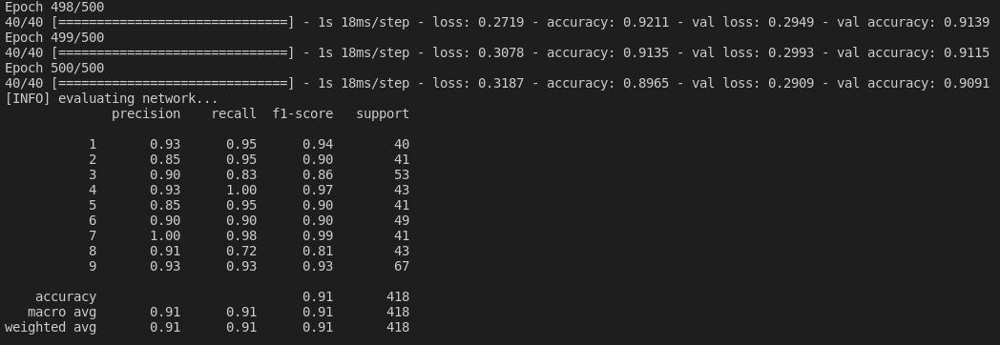 Epoch 498/500
40/40 [==============================] - 1s 18ms/step - loss: 0.2719 - accuracy: 0.9211 - val loss: 0.2949 - val accuracy: 0.9139
Epoch 499/500
40/40 [==============================] - 1s 18ms/step - loss: 0.3078 - accuracy: 0.9135 - val loss: 0.2993 - val accuracy: 0.9115
Epoch 500/500
40/40 [==============================] - 1s 18ms/step - loss: 0.3187 - accuracy: 0.8965 - val loss: 0.2909 - val accuracy: 0.9091
[INFO] evaluating network...
precision recall f1-score support
1 0.93 0.95 0.94 40
2 0.85 0.95 0.90 41
3 0.90 0.83 0.86 53
4 0.93 1.00 0.97 43
5 0.85 0.95 0.90 41
6 0.90 0.90 0.90 49
7 1.00 0.98 0.99 41
8 0.91 0.72 0.81 43
9 0.93 0.93 0.93 67
accuracy 0.91 418
macro avg 0.91 0.91 0.91 418
weighted avg 0.91 0.91 0.91 418